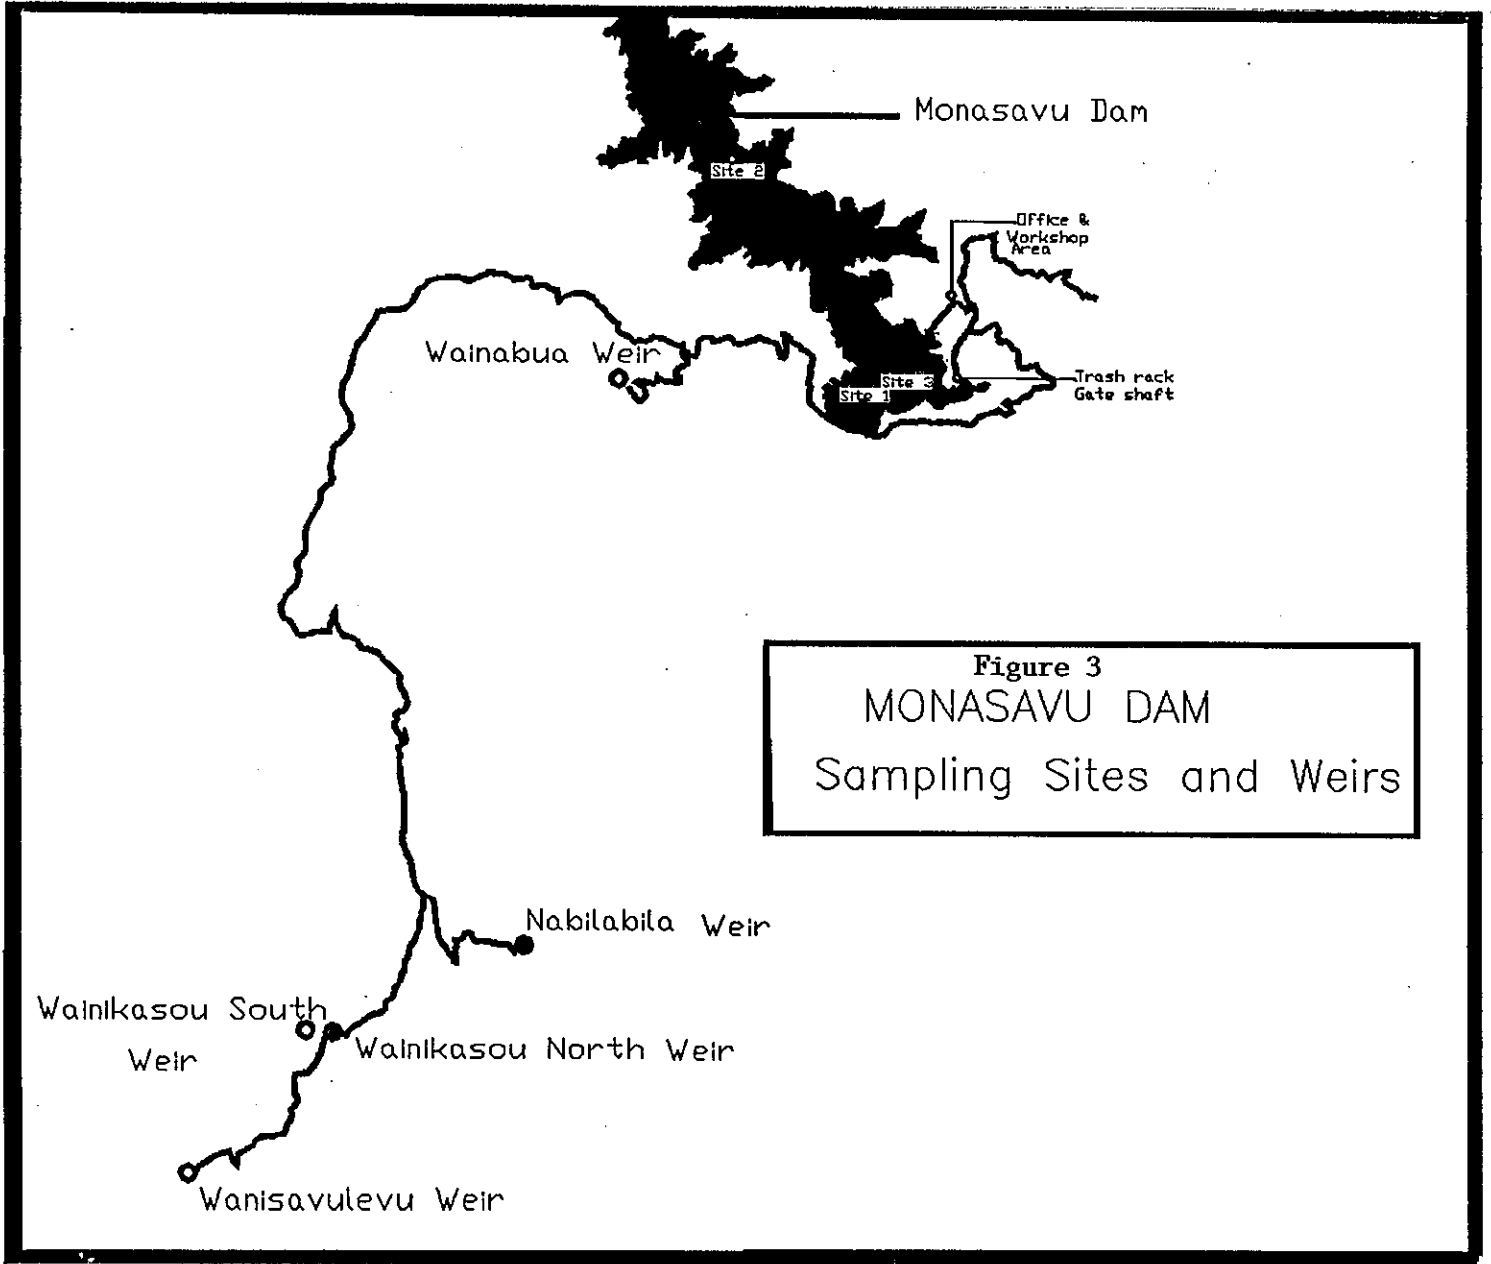 Monasavu Dam
Site 2
Office &
Workshop
Area
Wainabua Weir
Trash rack
Gate shaft
Site 3
Site 1
Figure 3
MONASAVU DAM
Sampling Sites and Weirs
Nabilabila Weir
Wainikasou South
Weir
Wainikasou North Weir
Wanisavulevu Weir